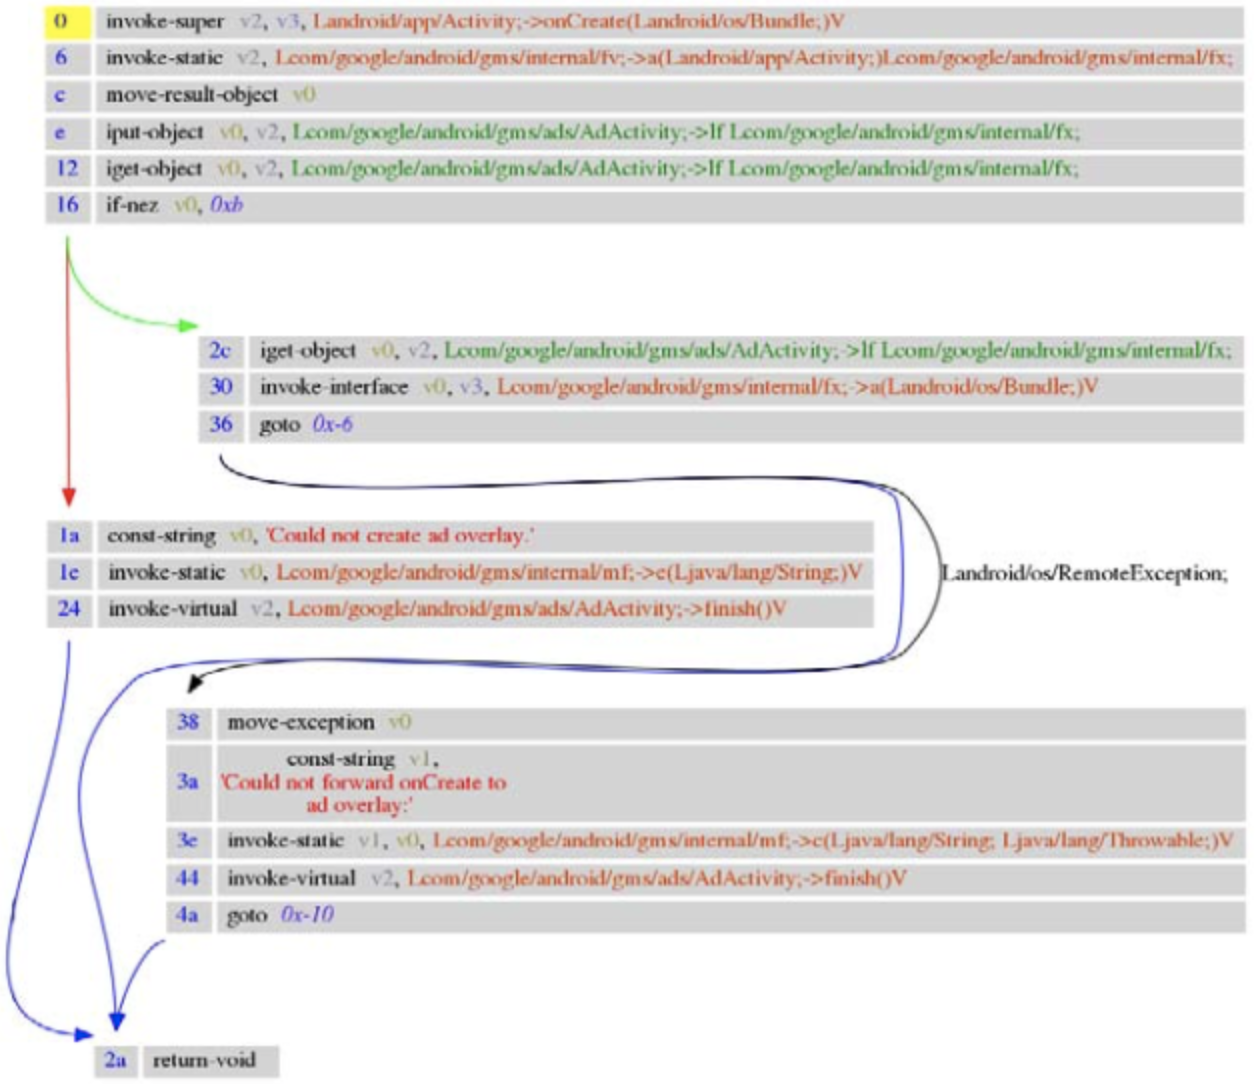 0 invoke-super v2, v3, Landroid/app/Activity;->onCreate(Landroid/os/Bundle;)V
6 invoke-static v2, Lcom/google/android/gms/internal/fv;->a(Landroid/app/Activity;)Lcom/google/android/gms/internal/fx;
c move-result-object v0
e iput-object v0, v2, Lcom/google/android/gms/ads/AdActivity;->lf Lcom/google/android/gms/internal/fx;
12 iget-object v0, v2, Lcom/google/android/gms/ads/AdActivity;->lf Lcom/google/android/gms/internal/fx;
16 if-nez v0, 0xb
2c iget-object v0, v2, Lcom/google/android/gms/ads/AdActivity;->lf Lcom/google/android/gms/internal/fx;
30 invoke-interface v0, v3, Lcom/google/android/gms/internal/fx;->a(Landroid/os/Bundle;)V
36 goto 0x-6
1a const-string v0, 'Could not create ad overlay.'
1e invoke-static v0, Lcom/google/android/gms/internal/mf;->e(Ljava/lang/String;)V
24 invoke-virtual v2, Lcom/google/android/gms/ads/AdActivity;->finish()V
Landroid/os/RemoteException;
38 move-exception v0
const-string v1,
3a 'Could not forward onCreate to
ad overlay:'
3e invoke-static v1, v0, Lcom/google/android/gms/internal/mf;->c(Ljava/lang/String; Ljava/lang/Throwable;)V
44 invoke-virtual v2, Lcom/google/android/gms/ads/AdActivity;->finish()V
4a goto 0x-10
2a return-void